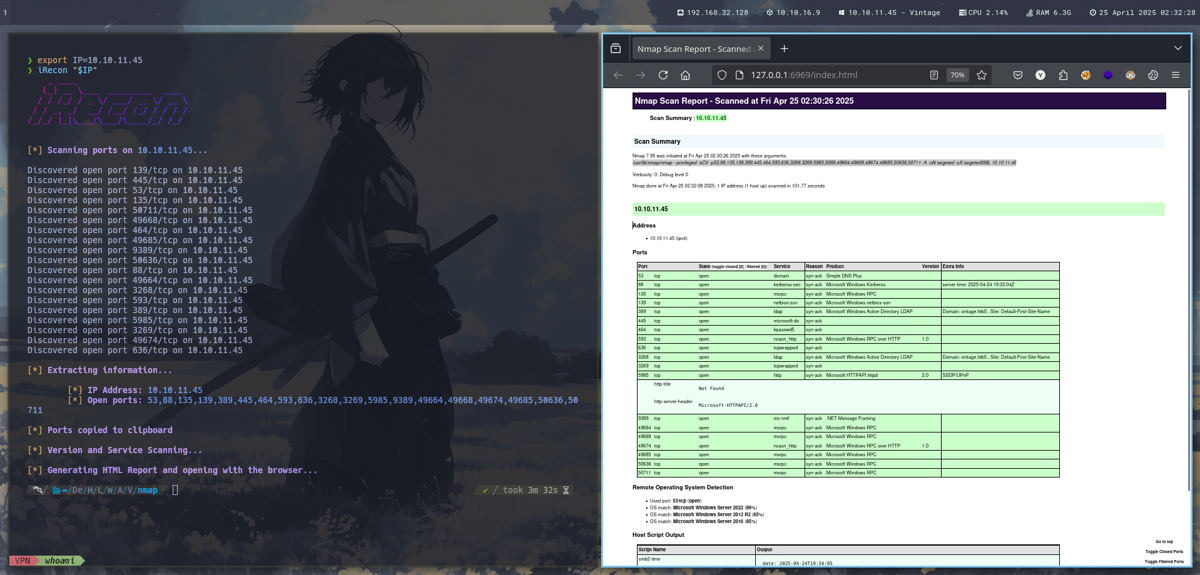 1
192.168.32.128
10.10.16.9
10.10.11.45 - Vintage
CPU 2.14%
RAM 6.3G
25 April 2025 02:32:28
❯ export IP=10.10.11.45
❯ iRecon "$IP"
[*] Scanning ports on 10.10.11.45...
Discovered open port 139/tcp on 10.10.11.45
Discovered open port 445/tcp on 10.10.11.45
Discovered open port 53/tcp on 10.10.11.45
Discovered open port 135/tcp on 10.10.11.45
Discovered open port 50711/tcp on 10.10.11.45
Discovered open port 49668/tcp on 10.10.11.45
Discovered open port 464/tcp on 10.10.11.45
Discovered open port 49685/tcp on 10.10.11.45
Discovered open port 9389/tcp on 10.10.11.45
Discovered open port 50636/tcp on 10.10.11.45
Discovered open port 88/tcp on 10.10.11.45
Discovered open port 49664/tcp on 10.10.11.45
Discovered open port 3268/tcp on 10.10.11.45
Discovered open port 593/tcp on 10.10.11.45
Discovered open port 389/tcp on 10.10.11.45
Discovered open port 5985/tcp on 10.10.11.45
Discovered open port 3269/tcp on 10.10.11.45
Discovered open port 49674/tcp on 10.10.11.45
Discovered open port 636/tcp on 10.10.11.45
[*] Extracting information...
[*] IP Address: 10.10.11.45
[*] Open ports: 53,88,135,139,389,445,464,593,636,3268,3269,5985,9389,49664,49668,49674,49685,50636,50
711
[*] Ports copied to clipboard
[*] Version and Service Scanning...
[*] Generating HTML Report and opening with the browser...
~/De/H/L/W/A/V/nmap
✔ / took 3m 32s
VPN whoami
Nmap Scan Report - Scanned
127.0.0.1:6969/index.html
70%
Nmap Scan Report - Scanned at Fri Apr 25 02:30:26 2025
Scan Summary | 10.10.11.45
Scan Summary
Nmap 7.95 was initiated at Fri Apr 25 02:30:26 2025 with these arguments:
/usr/lib/nmap/nmap --privileged -sCV -p53,88,135,139,389,445,464,593,636,3268,3269,5985,9389,49664,49668,49674,49685,50636,50711 -A -oN targeted -oX targetedXML 10.10.11.45
Verbosity: 0; Debug level 0
Nmap done at Fri Apr 25 02:32:08 2025; 1 IP address (1 host up) scanned in 101.77 seconds
10.10.11.45
Address
10.10.11.45 (ipv4)
Ports
Port State (toggle closed [0] | filtered [0]) Service Reason Product Version Extra info
53 tcp open domain syn-ack Simple DNS Plus
88 tcp open kerberos-sec syn-ack Microsoft Windows Kerberos server time: 2025-04-24 19:33:04Z
135 tcp open msrpc syn-ack Microsoft Windows RPC
139 tcp open netbios-ssn syn-ack Microsoft Windows netbios-ssn
389 tcp open ldap syn-ack Microsoft Windows Active Directory LDAP Domain: vintage.htb0., Site: Default-First-Site-Name
445 tcp open microsoft-ds syn-ack
464 tcp open kpasswd5 syn-ack
593 tcp open ncacn_http syn-ack Microsoft Windows RPC over HTTP 1.0
636 tcp open tcpwrapped syn-ack
3268 tcp open ldap syn-ack Microsoft Windows Active Directory LDAP Domain: vintage.htb0., Site: Default-First-Site-Name
3269 tcp open tcpwrapped syn-ack
5985 tcp open http syn-ack Microsoft HTTPAPI httpd 2.0 SSDP/UPnP
http-title
Not Found
http-server-header
Microsoft-HTTPAPI/2.0
9389 tcp open mc-nmf syn-ack .NET Message Framing
49664 tcp open msrpc syn-ack Microsoft Windows RPC
49668 tcp open msrpc syn-ack Microsoft Windows RPC
49674 tcp open ncacn_http syn-ack Microsoft Windows RPC over HTTP 1.0
49685 tcp open msrpc syn-ack Microsoft Windows RPC
50636 tcp open msrpc syn-ack Microsoft Windows RPC
50711 tcp open msrpc syn-ack Microsoft Windows RPC
Remote Operating System Detection
Used port: 53/tcp (open)
OS match: Microsoft Windows Server 2022 (89%)
OS match: Microsoft Windows Server 2012 R2 (85%)
OS match: Microsoft Windows Server 2016 (85%)
Host Script Output
Script Name Output
smb2-time
date: 2025-04-24T19:34:05
Go to top
Toggle Closed Ports
Toggle Filtered Ports